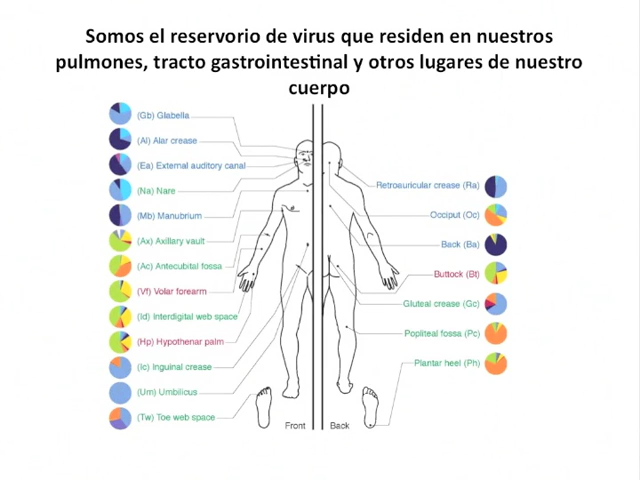 Somos el reservorio de virus que residen en nuestros
pulmones, tracto gastrointestinal y otros lugares de nuestro
cuerpo
(Gb) Glabella
(Al) Alar crease
(Ea) External auditory canal
(Na) Nare
(Mb) Manubrium
(Ax) Axillary vault
(Ac) Antecubital fossa
(Vf) Volar forearm
(Id) Interdigital web space
(Hp) Hypothenar palm
(Ic) Inguinal crease
(Um) Umbilicus
(Tw) Toe web space
Retroauricular crease (Ra)
Occiput (Oc)
Back (Ba)
Buttock (Bt)
Gluteal crease (Gc)
Popliteal fossa (Pc)
Plantar heel (Ph)
Front
Back